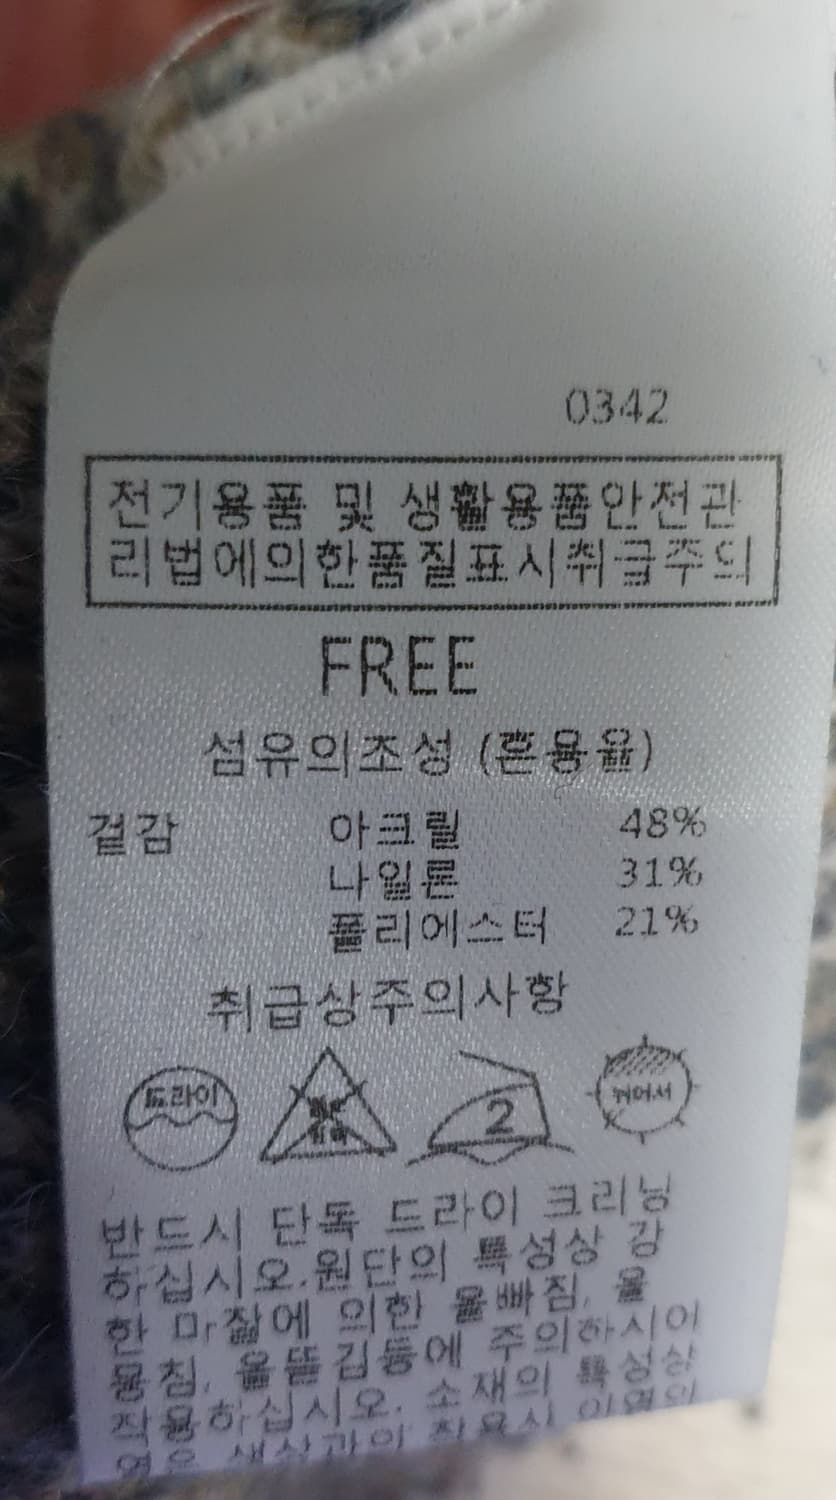 0342
전기용품 및 생활용품안전관
리법에의한품질표시취급주의
FREE
섬유의조성 (혼용율)
겉감 아크릴 48%
나일론 31%
폴리에스터 21%
취급상주의사항
드라이 2 뉘어서
반드시 단독 드라이 크리닝
하십시오.원단의 특성상 강
한 마찰에 의한 물빠짐, 올
뭉침, 올뜯김등에 주의하시어
착용하십시오. 소재의 특성상
착용시